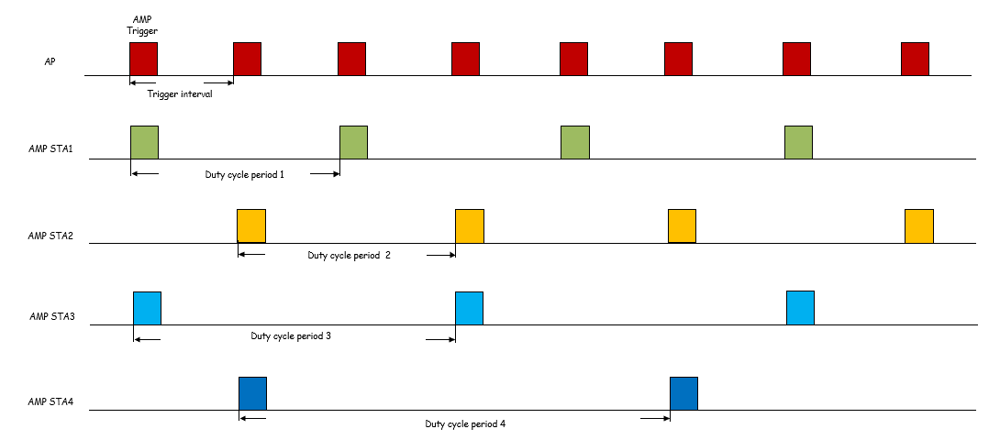 AMP
Trigger
AP
Trigger interval
AMP STA1
Duty cycle period 1
AMP STA2
Duty cycle period 2
AMP STA3
Duty cycle period 3
AMP STA4
Duty cycle period 4